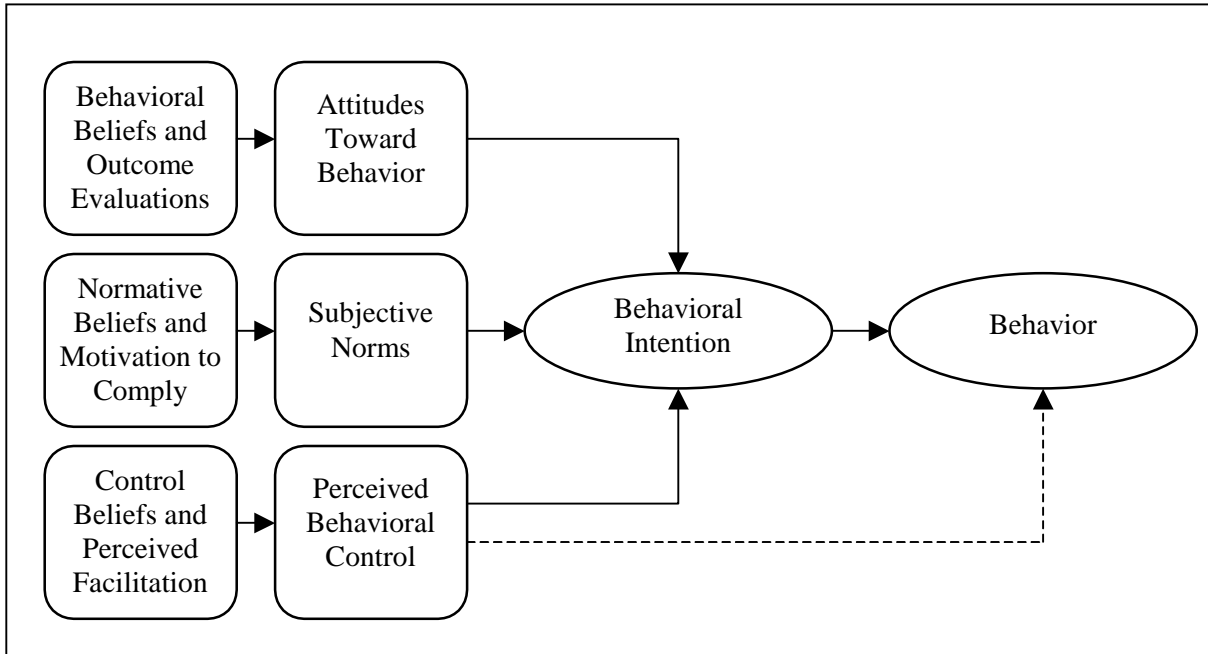 Behavioral
Beliefs and
Outcome
Evaluations
Attitudes
Toward
Behavior
Normative
Beliefs and
Motivation to
Comply
Subjective
Norms
Behavioral
Intention
Behavior
Control
Beliefs and
Perceived
Facilitation
Perceived
Behavioral
Control